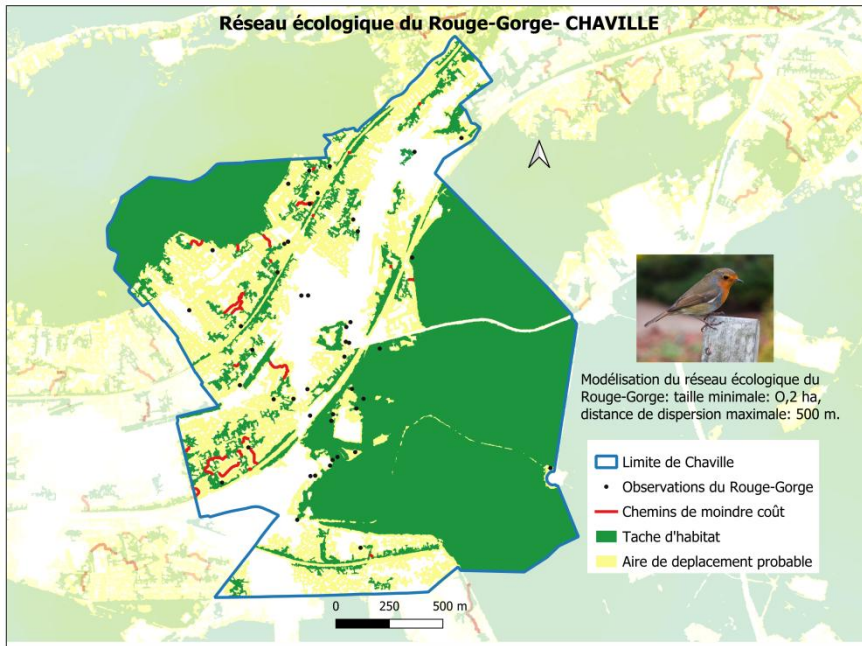 Réseau écologique du Rouge-Gorge- CHAVILLE
Modélisation du réseau écologique du
Rouge-Gorge: taille minimale: O,2 ha,
distance de dispersion maximale: 500 m.
Limite de Chaville
Observations du Rouge-Gorge
Chemins de moindre coût
Tache d'habitat
Aire de deplacement probable
0 250 500 m